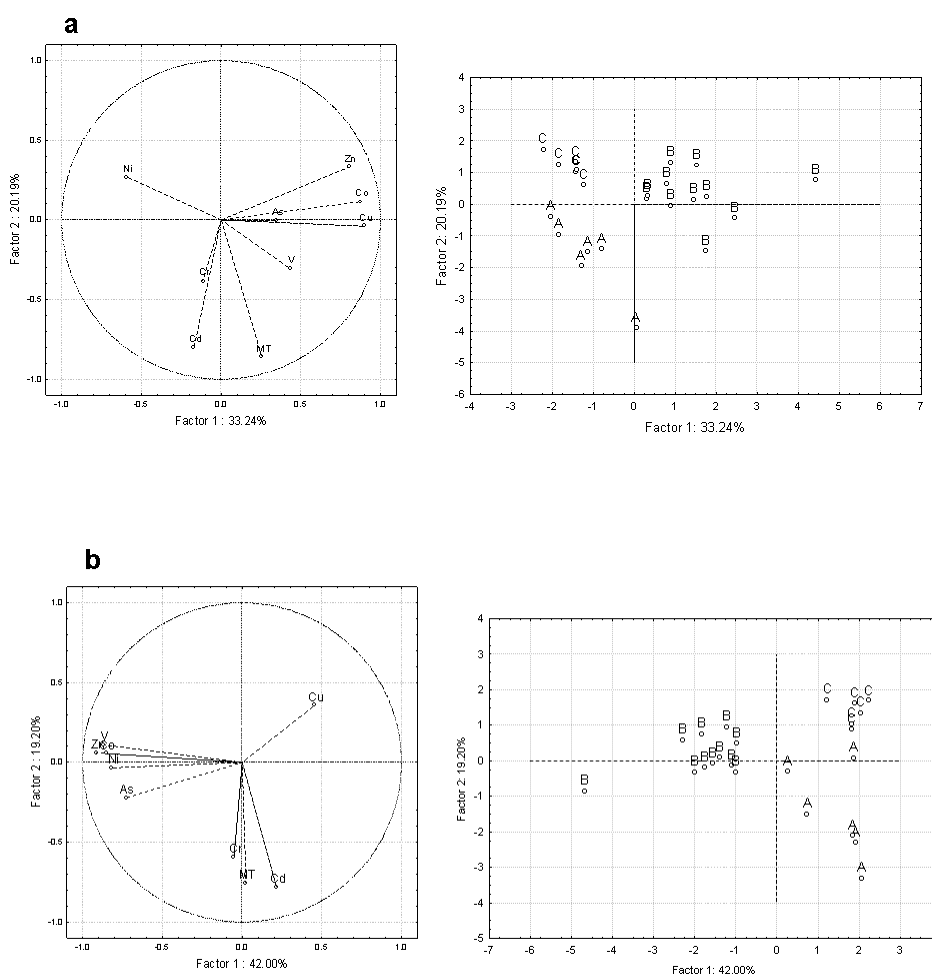 a
1.0
0.5
0.0
-0.5
-1.0
-1.0 -0.5 0.0 0.5 1.0
Factor 2 : 20.19%
Factor 1 : 33.24%
Ni
Zn
Co
As
Cu
V
Cr
Cd
MT
4
3
2
1
0
-1
-2
-3
-4
-5
-6
-4 -3 -2 -1 0 1 2 3 4 5 6 7
Factor 2: 20.19%
Factor 1: 33.24%
C
C
C
C
C
B
B
B
B
B
B
B
B
B
B
B
A
A
A
A
A
A
b
1.0
0.5
0.0
-0.5
-1.0
-1.0 -0.5 0.0 0.5 1.0
Factor 2 : 19.20%
Factor 1 : 42.00%
Cu
V
Zn
Co
Ni
As
Cr
MT
Cd
4
3
2
1
0
-1
-2
-3
-4
-5
-7 -6 -5 -4 -3 -2 -1 0 1 2 3
Factor 2: 19.20%
Factor 1: 42.00%
C
C
C
C
C
B
B
B
B
B
B
B
B
B
B
B
B
A
A
A
A
A
A